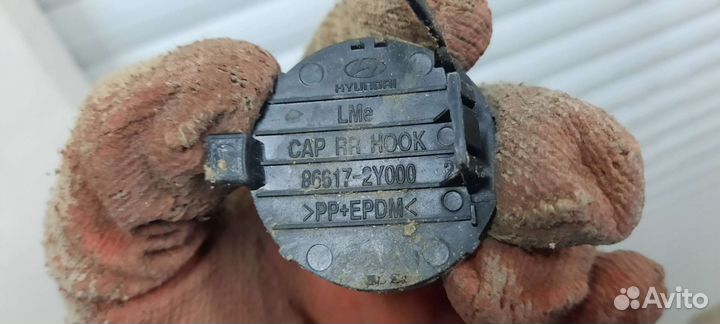 HYUNDAI
LMe
CAP RR HOOK
86617-2Y000
>PP+EPDM<
Avito